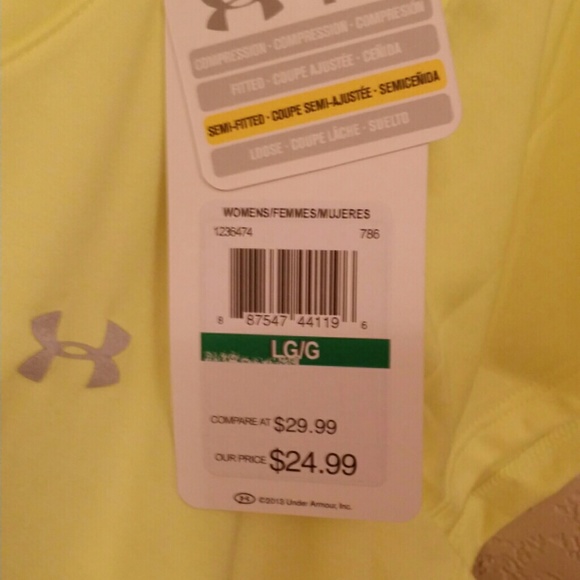 COMPRESSION · COMPRESSION · COMPRESIÓN
FITTED · COUPE AJUSTÉE · CEÑIDA
SEMI-FITTED · COUPE SEMI-AJUSTÉE · SEMICEÑIDA
LOOSE · COUPE LÂCHE · SUELTO
WOMENS/FEMMES/MUJERES
1236474 786
8 87547 44119 6
LG/G
COMPARE AT $29.99
OUR PRICE $24.99
©2013 Under Armour, Inc.